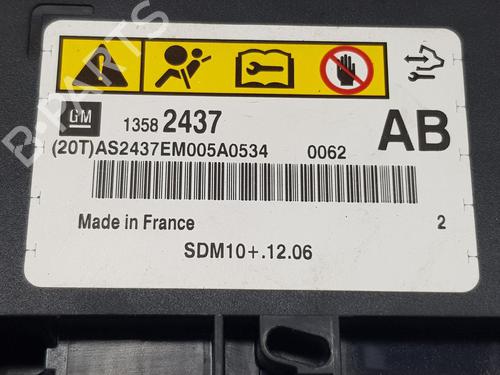 B-PARTS
GM
1358 2437
AB
(20T)AS2437EM005A0534 0062
Made in France 2
SDM10+.12.06